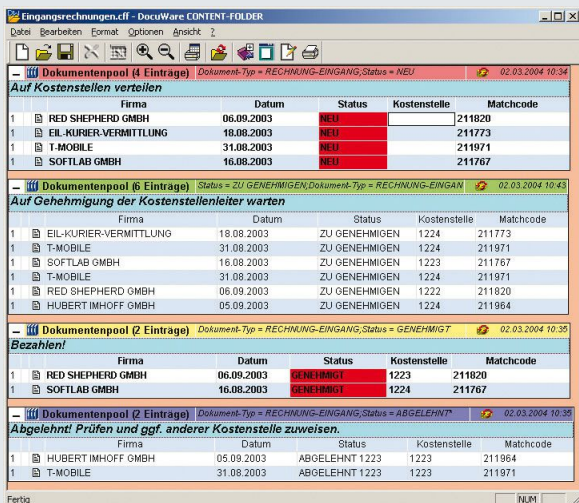 Eingangsrechnungen.cff - DocuWare CONTENT-FOLDER
Datei Bearbeiten Format Optionen Ansicht ?
Dokumentenpool (4 Einträge) Dokument-Typ = RECHNUNG-EINGANG;Status = NEU 02.03.2004 10:34
Auf Kostenstellen verteilen
Firma Datum Status Kostenstelle Matchcode
1 RED SHEPHERD GMBH 06.09.2003 NEU 211820
1 EIL-KURIER-VERMITTLUNG 18.08.2003 NEU 211773
1 T-MOBILE 31.08.2003 NEU 211971
1 SOFTLAB GMBH 16.08.2003 NEU 211767
Dokumentenpool (6 Einträge) Status = ZU GENEHMIGEN;Dokument-Typ = RECHNUNG-EINGAN 02.03.2004 10:43
Auf Gehehmigung der Kostenstellenleiter warten
Firma Datum Status Kostenstelle Matchcode
1 EIL-KURIER-VERMITTLUNG 18.08.2003 ZU GENEHMIGEN 1224 211773
1 T-MOBILE 31.08.2003 ZU GENEHMIGEN 1224 211971
1 SOFTLAB GMBH 16.08.2003 ZU GENEHMIGEN 1223 211767
1 T-MOBILE 31.08.2003 ZU GENEHMIGEN 1224 211971
1 RED SHEPHERD GMBH 06.09.2003 ZU GENEHMIGEN 1222 211820
1 HUBERT IMHOFF GMBH 05.09.2003 ZU GENEHMIGEN 1224 211964
Dokumentenpool (2 Einträge) Dokument-Typ = RECHNUNG-EINGANG;Status = GENEHMIGT 02.03.2004 10:35
Bezahlen!
Firma Datum Status Kostenstelle Matchcode
1 RED SHEPHERD GMBH 06.09.2003 GENEHMIGT 1223 211820
1 SOFTLAB GMBH 16.08.2003 GENEHMIGT 1224 211767
Dokumentenpool (2 Einträge) Dokument-Typ = RECHNUNG-EINGANG;Status = ABGELEHNT* 02.03.2004 10:35
Abgelehnt! Prüfen und ggf. anderer Kostenstelle zuweisen.
Firma Datum Status Kostenstelle Matchcode
1 HUBERT IMHOFF GMBH 05.09.2003 ABGELEHNT 1223 1223 211964
1 T-MOBILE 31.08.2003 ABGELEHNT 1223 1223 211971
Fertig NUM